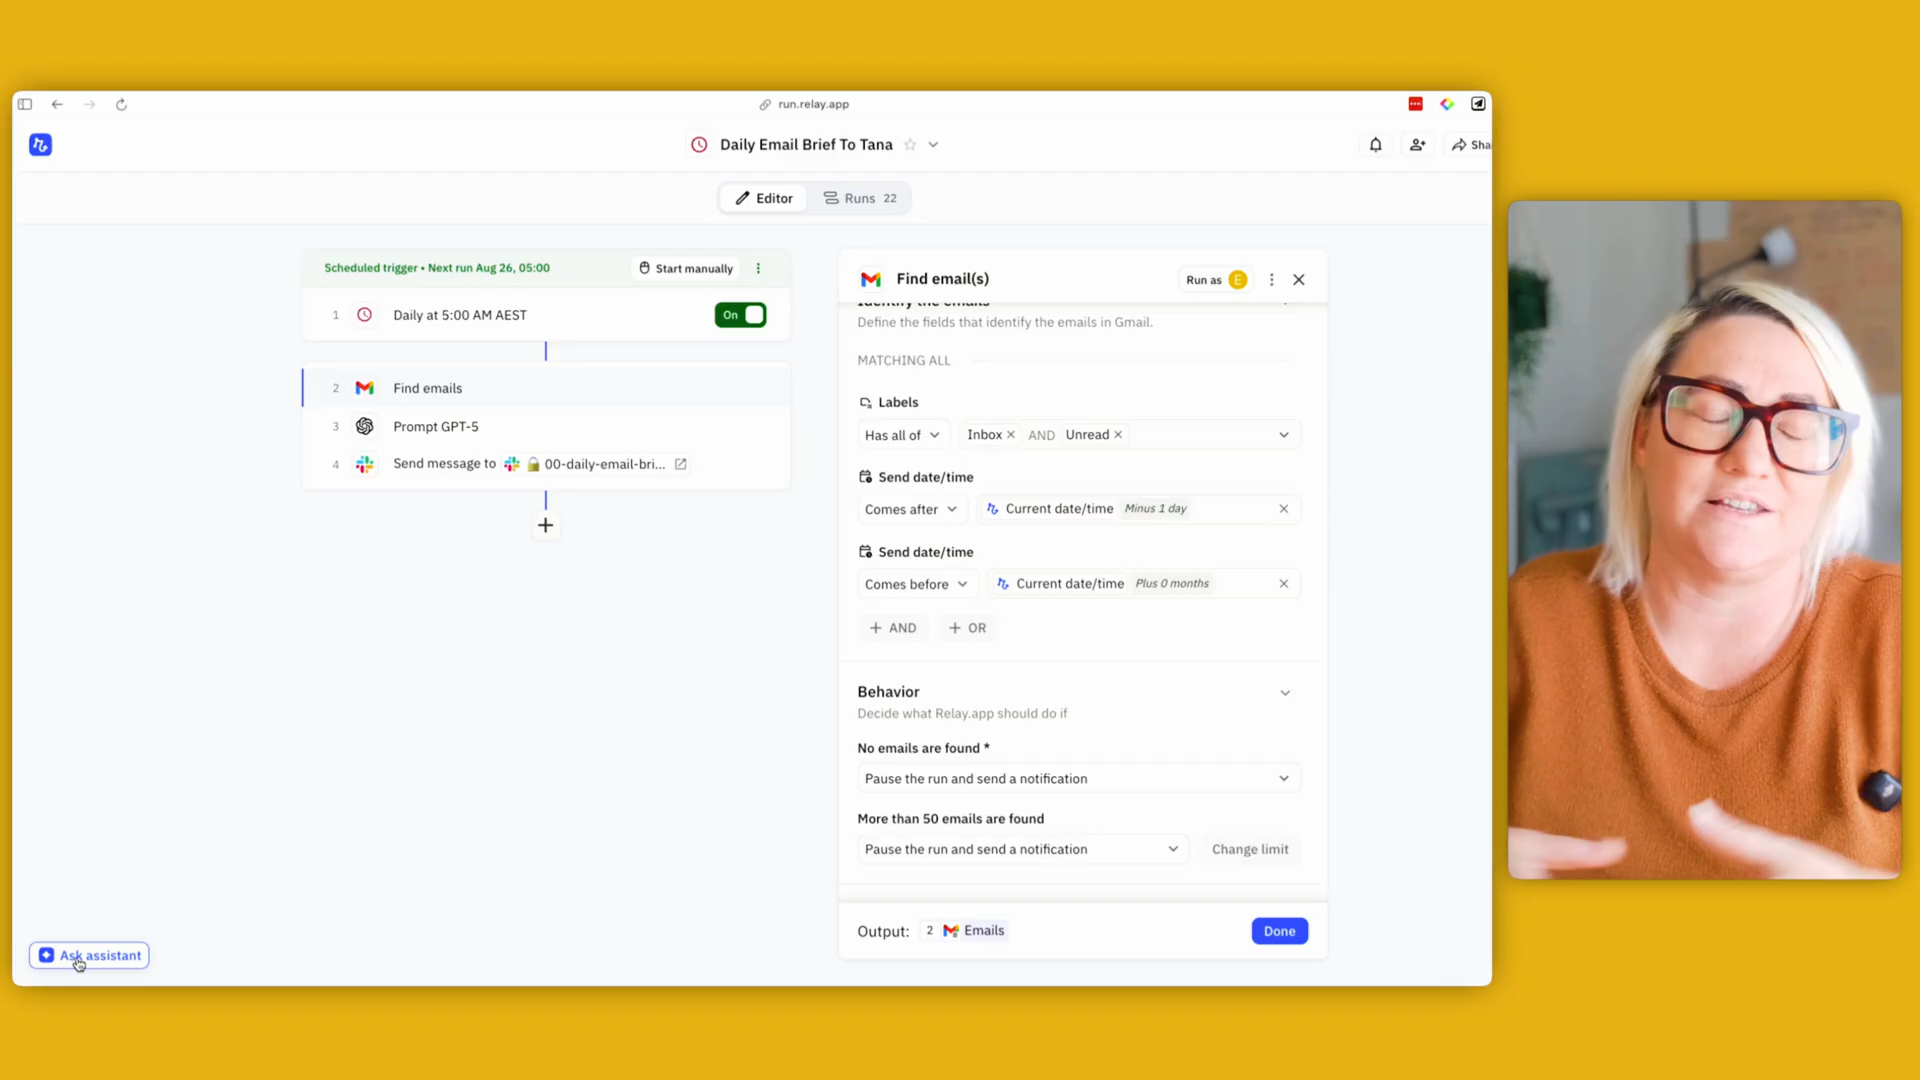 run.relay.app
Daily Email Brief To Tana
Sha
Editor
Runs 22
Scheduled trigger • Next run Aug 26, 05:00
Start manually
1 Daily at 5:00 AM AEST On
2 Find emails
3 Prompt GPT-5
4 Send message to 00-daily-email-bri...
Ask assistant
Find email(s)
Run as E
Identify the emails
Define the fields that identify the emails in Gmail.
MATCHING ALL
Labels
Has all of Inbox AND Unread
Send date/time
Comes after Current date/time Minus 1 day
Send date/time
Comes before Current date/time Plus 0 months
+ AND + OR
Behavior
Decide what Relay.app should do if
No emails are found *
Pause the run and send a notification
More than 50 emails are found
Pause the run and send a notification Change limit
Output: 2 Emails Done